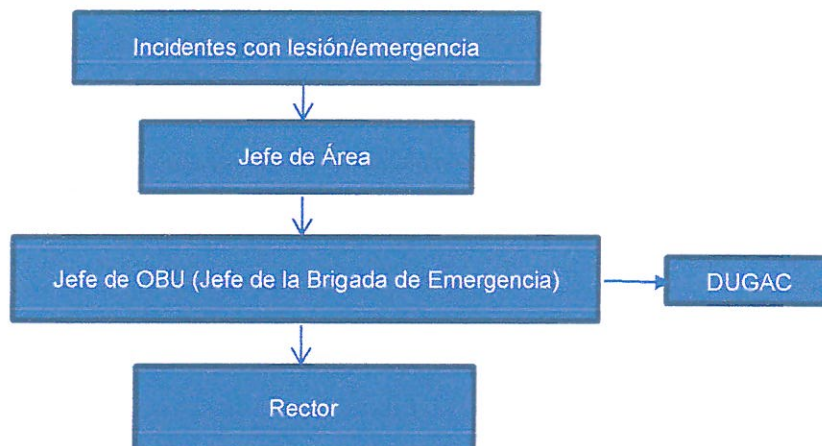 Incidentes con lesión/emergencia
Jefe de Área
Jefe de OBU (Jefe de la Brigada de Emergencia)
DUGAC
Rector